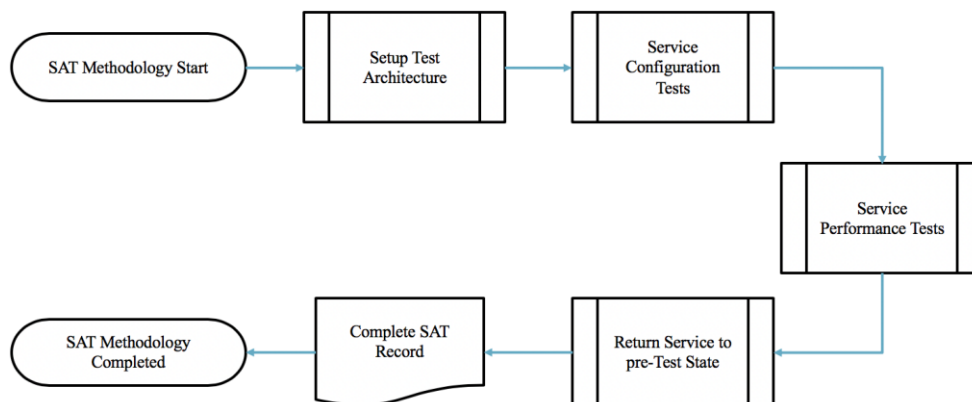 SAT Methodology Start
Setup Test
Architecture
Service
Configuration
Tests
Service
Performance Tests
Return Service to
pre-Test State
Complete SAT
Record
SAT Methodology
Completed